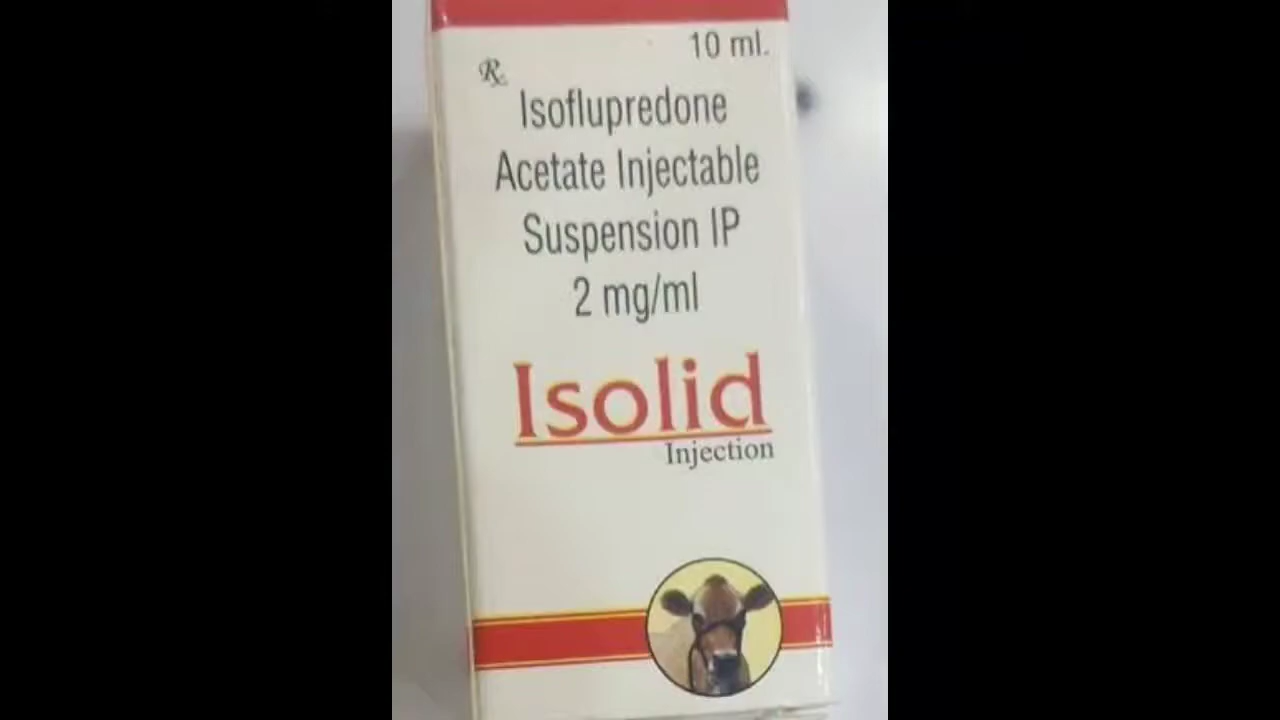 10 ml.
Rx
Isoflupredone
Acetate Injectable
Suspension IP
2 mg/ml
Isolid
Injection